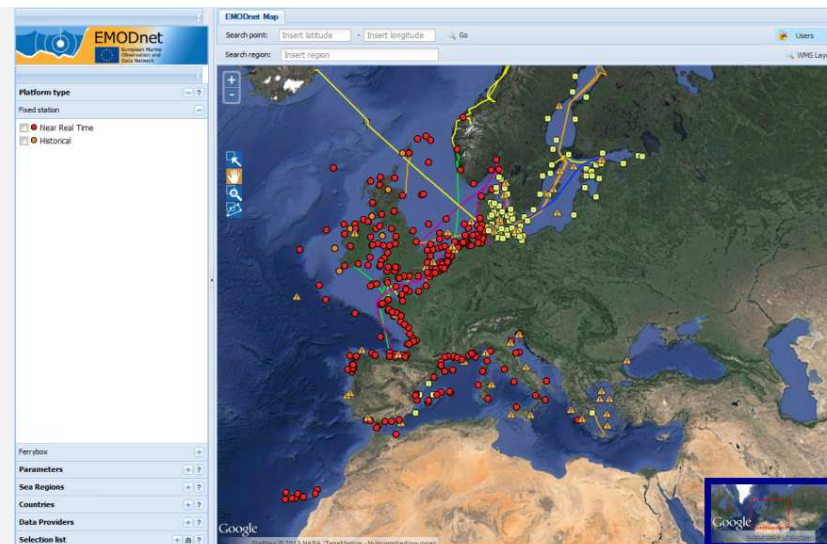 EMODnet
European Marine
Observation and
Data Network
Platform type
Fixed station
Near Real Time
Historical
Ferrybox
Parameters
Sea Regions
Countries
Data Providers
Selection list
EMODnet Map
Search point: Insert latitude - Insert longitude Go Users
Search region: Insert region WMS Laye
Google
Google